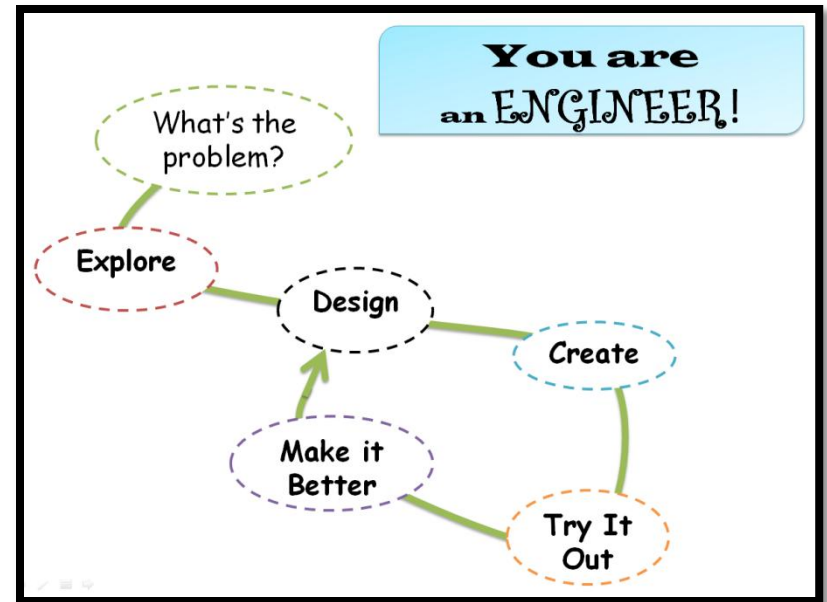 You are
an ENGINEER!
What's the
problem?
Explore
Design
Create
Try It
Out
Make it
Better